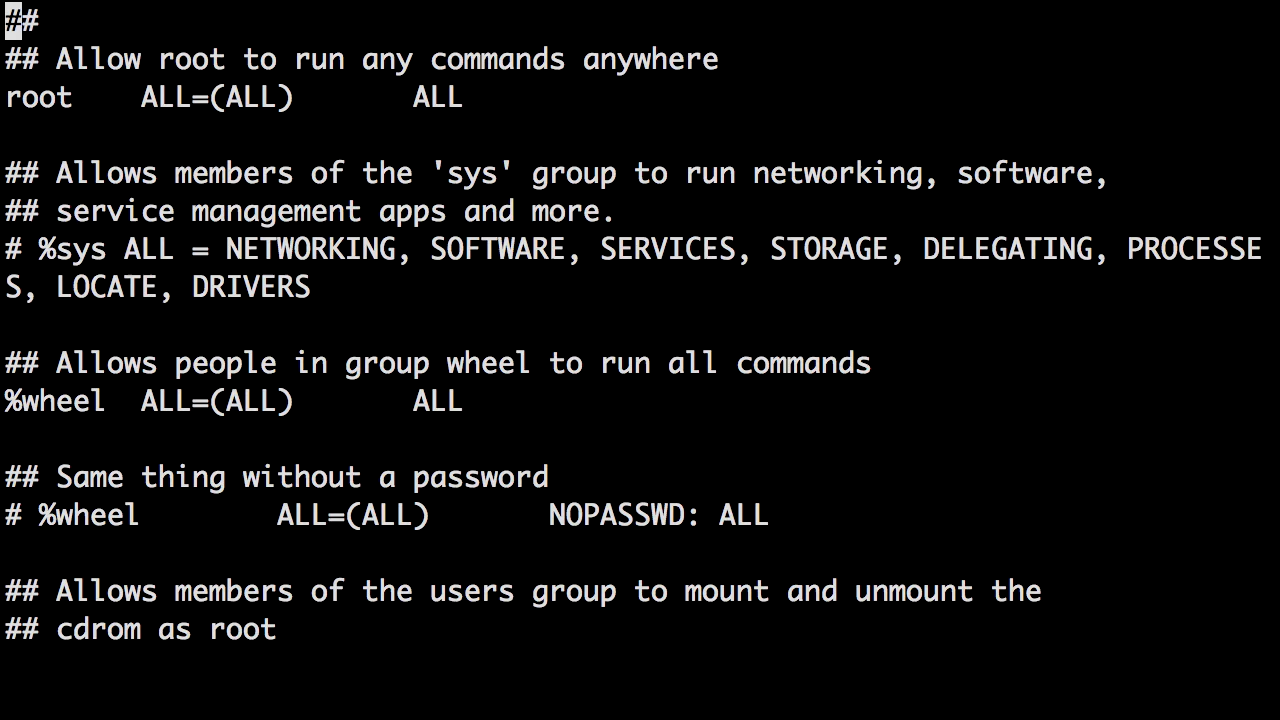 ##
## Allow root to run any commands anywhere
root    ALL=(ALL)       ALL

## Allows members of the 'sys' group to run networking, software,
## service management apps and more.
# %sys ALL = NETWORKING, SOFTWARE, SERVICES, STORAGE, DELEGATING, PROCESSE
S, LOCATE, DRIVERS

## Allows people in group wheel to run all commands
%wheel  ALL=(ALL)       ALL

## Same thing without a password
# %wheel        ALL=(ALL)       NOPASSWD: ALL

## Allows members of the users group to mount and unmount the
## cdrom as root